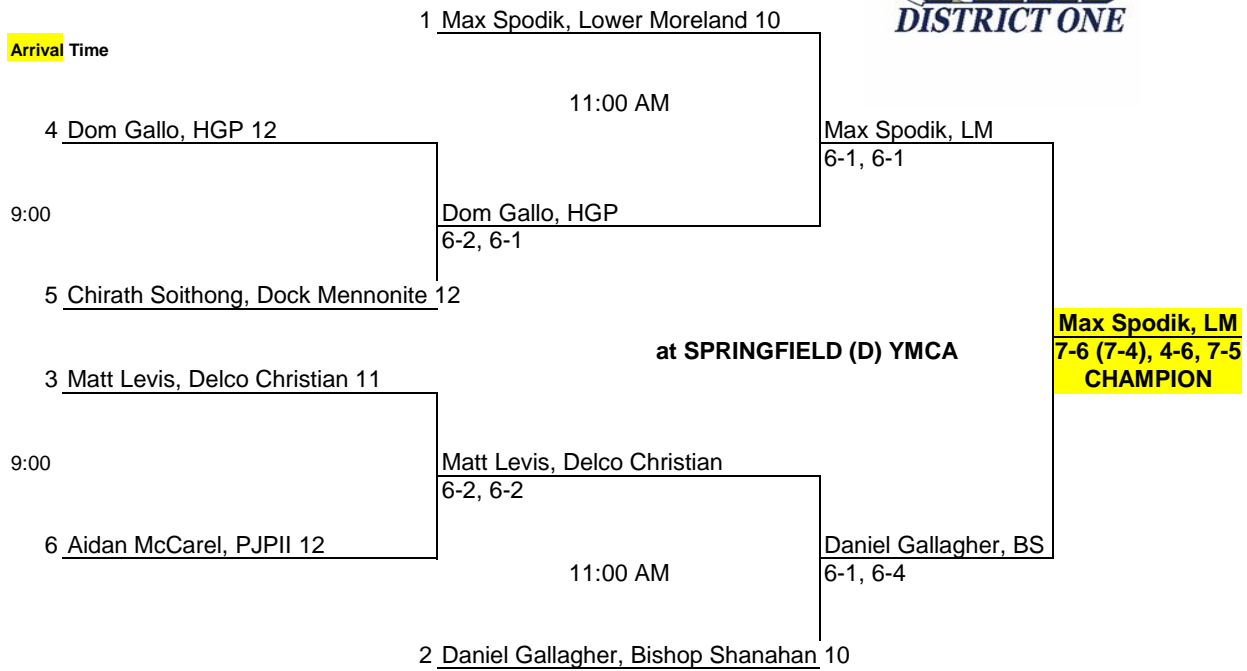 1 Max Spodik, Lower Moreland 10
DISTRICT ONE
Arrival Time
11:00 AM
4 Dom Gallo, HGP 12
Max Spodik, LM
6-1, 6-1
9:00
Dom Gallo, HGP
6-2, 6-1
5 Chirath Soithong, Dock Mennonite 12
Max Spodik, LM
at SPRINGFIELD (D) YMCA
7-6 (7-4), 4-6, 7-5
3 Matt Levis, Delco Christian 11
CHAMPION
9:00
Matt Levis, Delco Christian
6-2, 6-2
6 Aidan McCarel, PJPII 12
Daniel Gallagher, BS
11:00 AM
6-1, 6-4
2 Daniel Gallagher, Bishop Shanahan 10